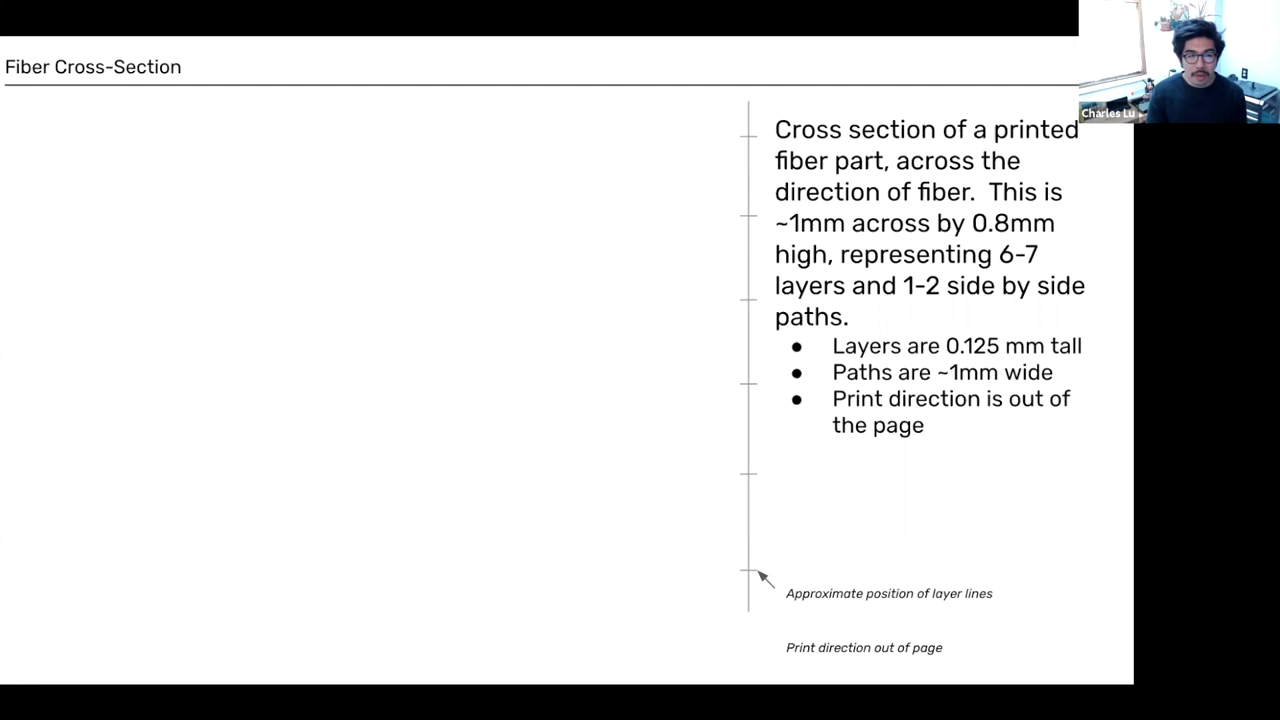 Fiber Cross-Section
Charles Lu
Cross section of a printed
fiber part, across the
direction of fiber. This is
~1mm across by 0.8mm
high, representing 6-7
layers and 1-2 side by side
paths.
● Layers are 0.125 mm tall
● Paths are ~1mm wide
● Print direction is out of
the page
Approximate position of layer lines
Print direction out of page